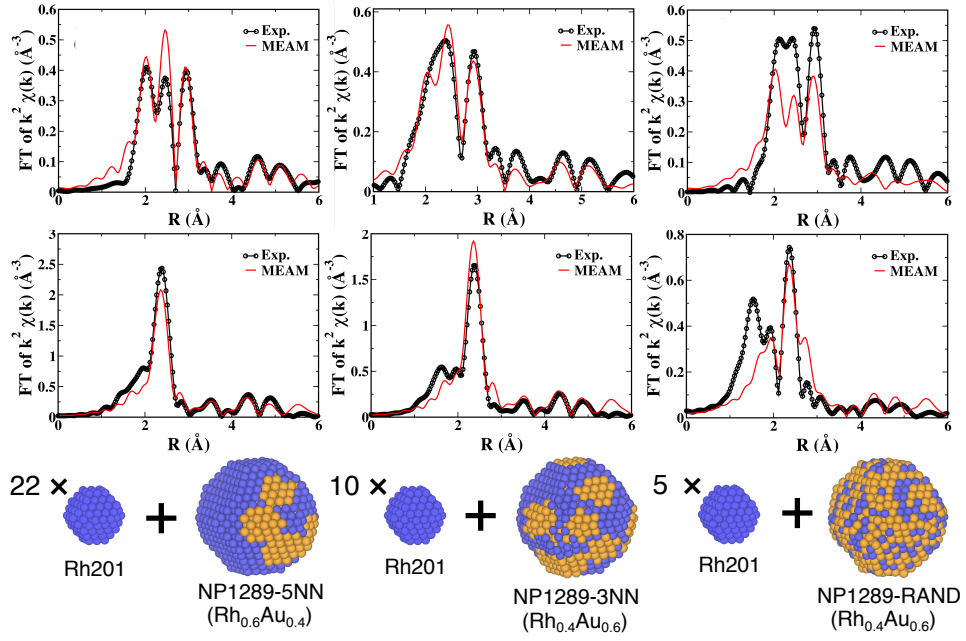 FT of k² χ(k) (Å⁻³)
0.6
0.5
0.4
0.3
0.2
0.1
0
0 2 4 6
R (Å)
Exp.
MEAM
FT of k² χ(k) (Å⁻³)
0.6
0.5
0.4
0.3
0.2
0.1
0
1 2 3 4 5 6
R (Å)
Exp.
MEAM
FT of k² χ(k) (Å⁻³)
0.6
0.5
0.4
0.3
0.2
0.1
0
0 2 4 6
R (Å)
Exp.
MEAM
FT of k² χ(k) (Å⁻³)
3
2.5
2
1.5
1
0.5
0
0 2 4 6
R (Å)
Exp.
MEAM
FT of k² χ(k) (Å⁻³)
2
1.5
1
0.5
0
0 2 4 6
R (Å)
Exp.
MEAM
FT of k² χ(k) (Å⁻³)
0.8
0.6
0.4
0.2
0
0 2 4 6
R (Å)
Exp.
MEAM
22 × +
Rh201
NP1289-5NN
(Rh₀.₆Au₀.₄)
10 × +
Rh201
NP1289-3NN
(Rh₀.₄Au₀.₆)
5 × +
Rh201
NP1289-RAND
(Rh₀.₄Au₀.₆)